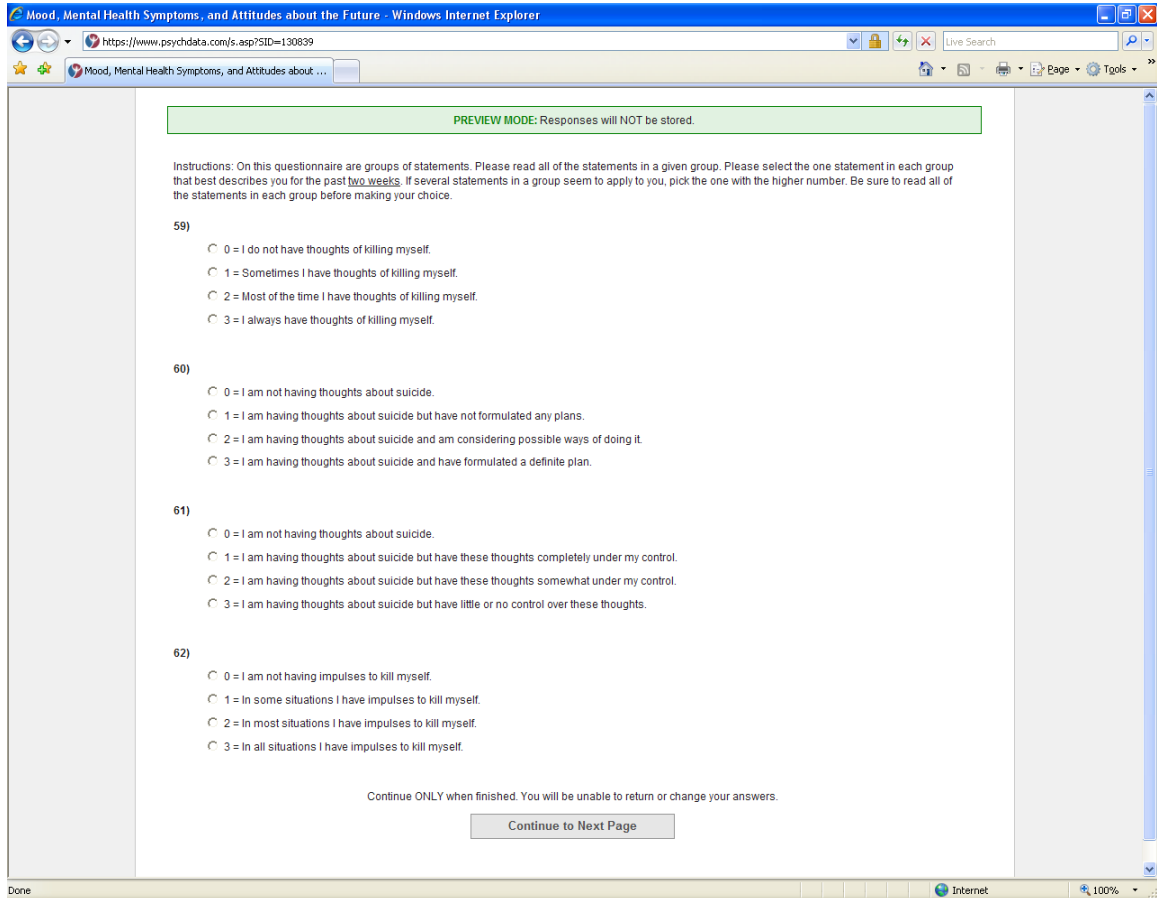 Mood, Mental Health Symptoms, and Attitudes about the Future - Windows Internet Explorer
https://www.psychdata.com/s.asp?SID=130839
Live Search
Mood, Mental Health Symptoms, and Attitudes about ...
Page
Tools
PREVIEW MODE: Responses will NOT be stored.
Instructions: On this questionnaire are groups of statements. Please read all of the statements in a given group. Please select the one statement in each group
that best describes you for the past two weeks. If several statements in a group seem to apply to you, pick the one with the higher number. Be sure to read all of
the statements in each group before making your choice.
59)
0 = I do not have thoughts of killing myself.
1 = Sometimes I have thoughts of killing myself.
2 = Most of the time I have thoughts of killing myself.
3 = I always have thoughts of killing myself.
60)
0 = I am not having thoughts about suicide.
1 = I am having thoughts about suicide but have not formulated any plans.
2 = I am having thoughts about suicide and am considering possible ways of doing it.
3 = I am having thoughts about suicide and have formulated a definite plan.
61)
0 = I am not having thoughts about suicide.
1 = I am having thoughts about suicide but have these thoughts completely under my control.
2 = I am having thoughts about suicide but have these thoughts somewhat under my control.
3 = I am having thoughts about suicide but have little or no control over these thoughts.
62)
0 = I am not having impulses to kill myself.
1 = In some situations I have impulses to kill myself.
2 = In most situations I have impulses to kill myself.
3 = In all situations I have impulses to kill myself.
Continue ONLY when finished. You will be unable to return or change your answers.
Continue to Next Page
Done
Internet
100%